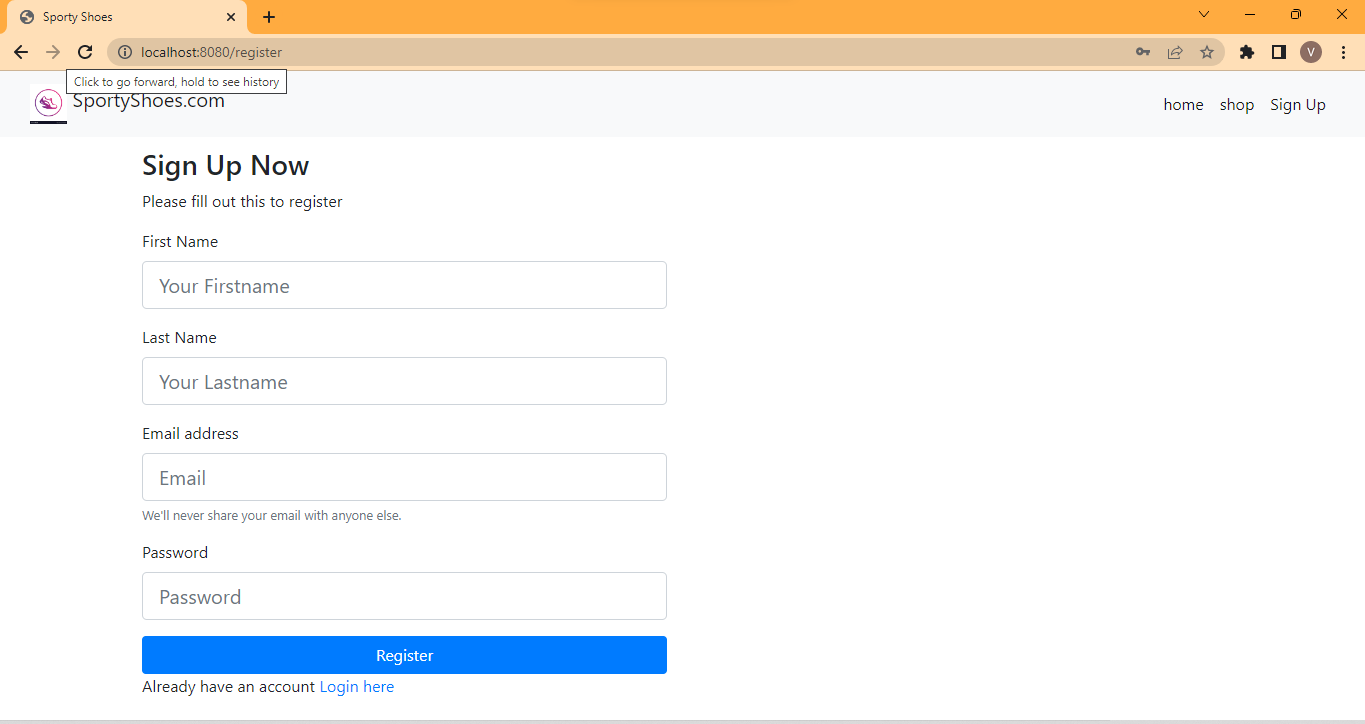 Sporty Shoes
localhost:8080/register
V
Click to go forward, hold to see history
SportyShoes.com
home shop Sign Up
Sign Up Now
Please fill out this to register
First Name
Your Firstname
Last Name
Your Lastname
Email address
Email
We'll never share your email with anyone else.
Password
Password
Register
Already have an account Login here